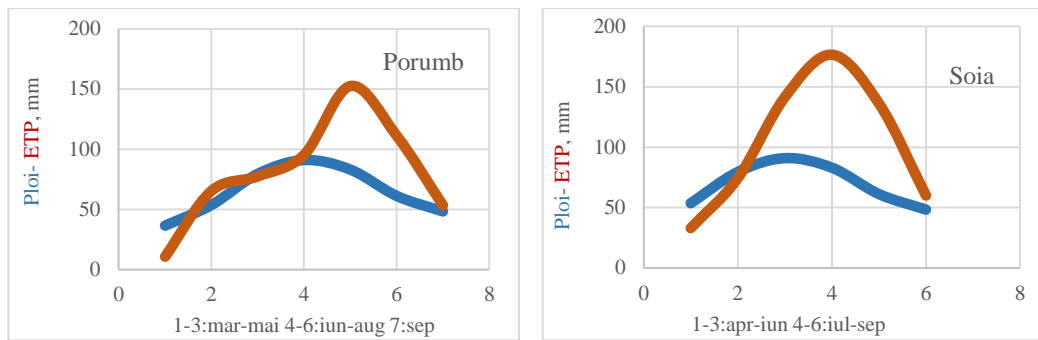 200
150
100
50
0
Ploi- ETP, mm
Porumb
0 2 4 6 8
1-3:mar-mai 4-6:iun-aug 7:sep
200
150
100
50
0
Ploi- ETP, mm
Soia
0 2 4 6 8
1-3:apr-iun 4-6:iul-sep